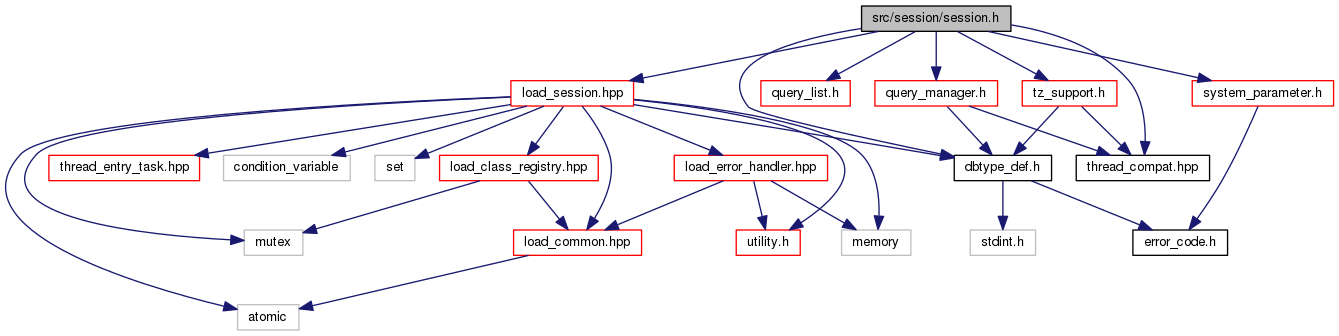 src/session/session.h
load_session.hpp
query_list.h
query_manager.h
tz_support.h
system_parameter.h
thread_entry_task.hpp
condition_variable
set
load_class_registry.hpp
load_error_handler.hpp
dbtype_def.h
thread_compat.hpp
mutex
load_common.hpp
utility.h
memory
stdint.h
error_code.h
atomic